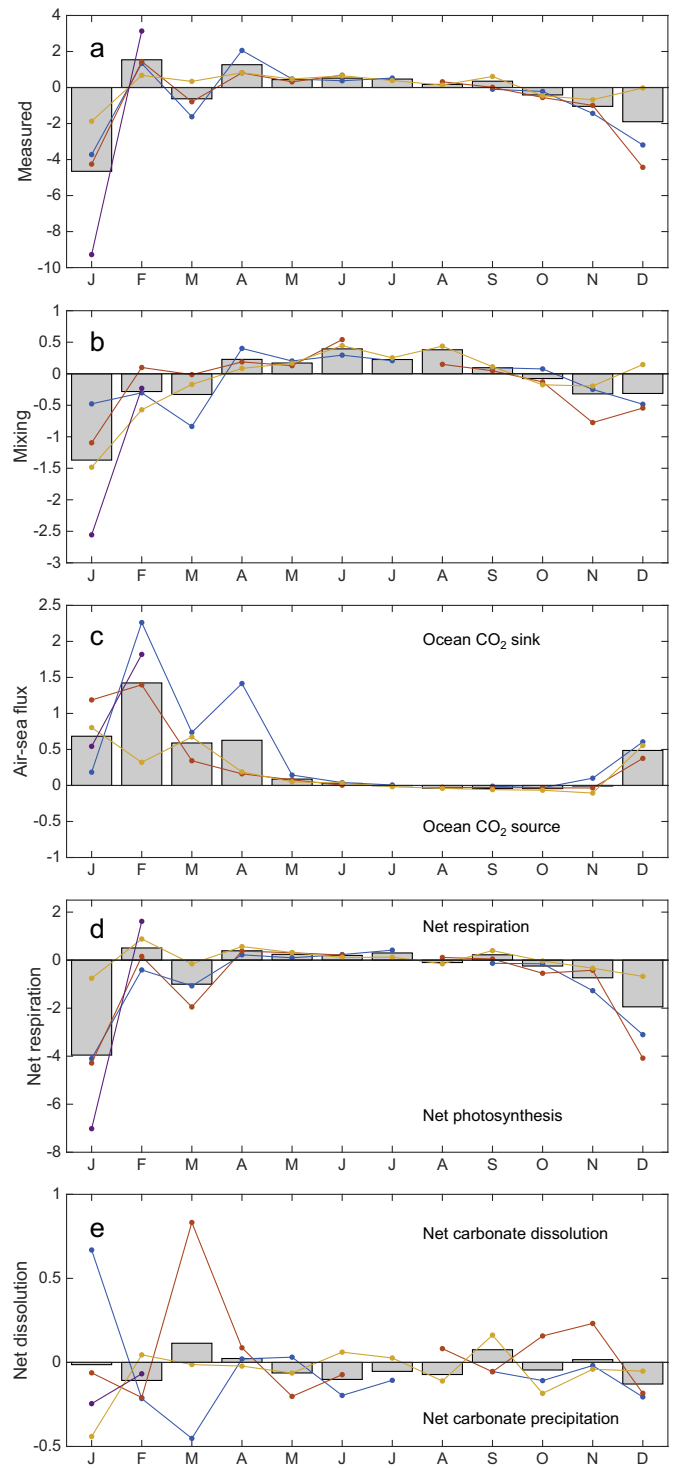 4
a
2
0
-2
-4
-6
-8
-10
Measured
J F M A M J J A S O N D
1
b
0.5
0
-0.5
-1
-1.5
-2
-2.5
-3
Mixing
J F M A M J J A S O N D
2.5
c
Ocean CO₂ sink
2
1.5
1
0.5
0
-0.5
-1
Air-sea flux
Ocean CO₂ source
J F M A M J J A S O N D
2
d
Net respiration
0
-2
-4
-6
-8
Net respiration
Net photosynthesis
J F M A M J J A S O N D
1
e
Net carbonate dissolution
0.5
0
-0.5
Net dissolution
Net carbonate precipitation
J F M A M J J A S O N D